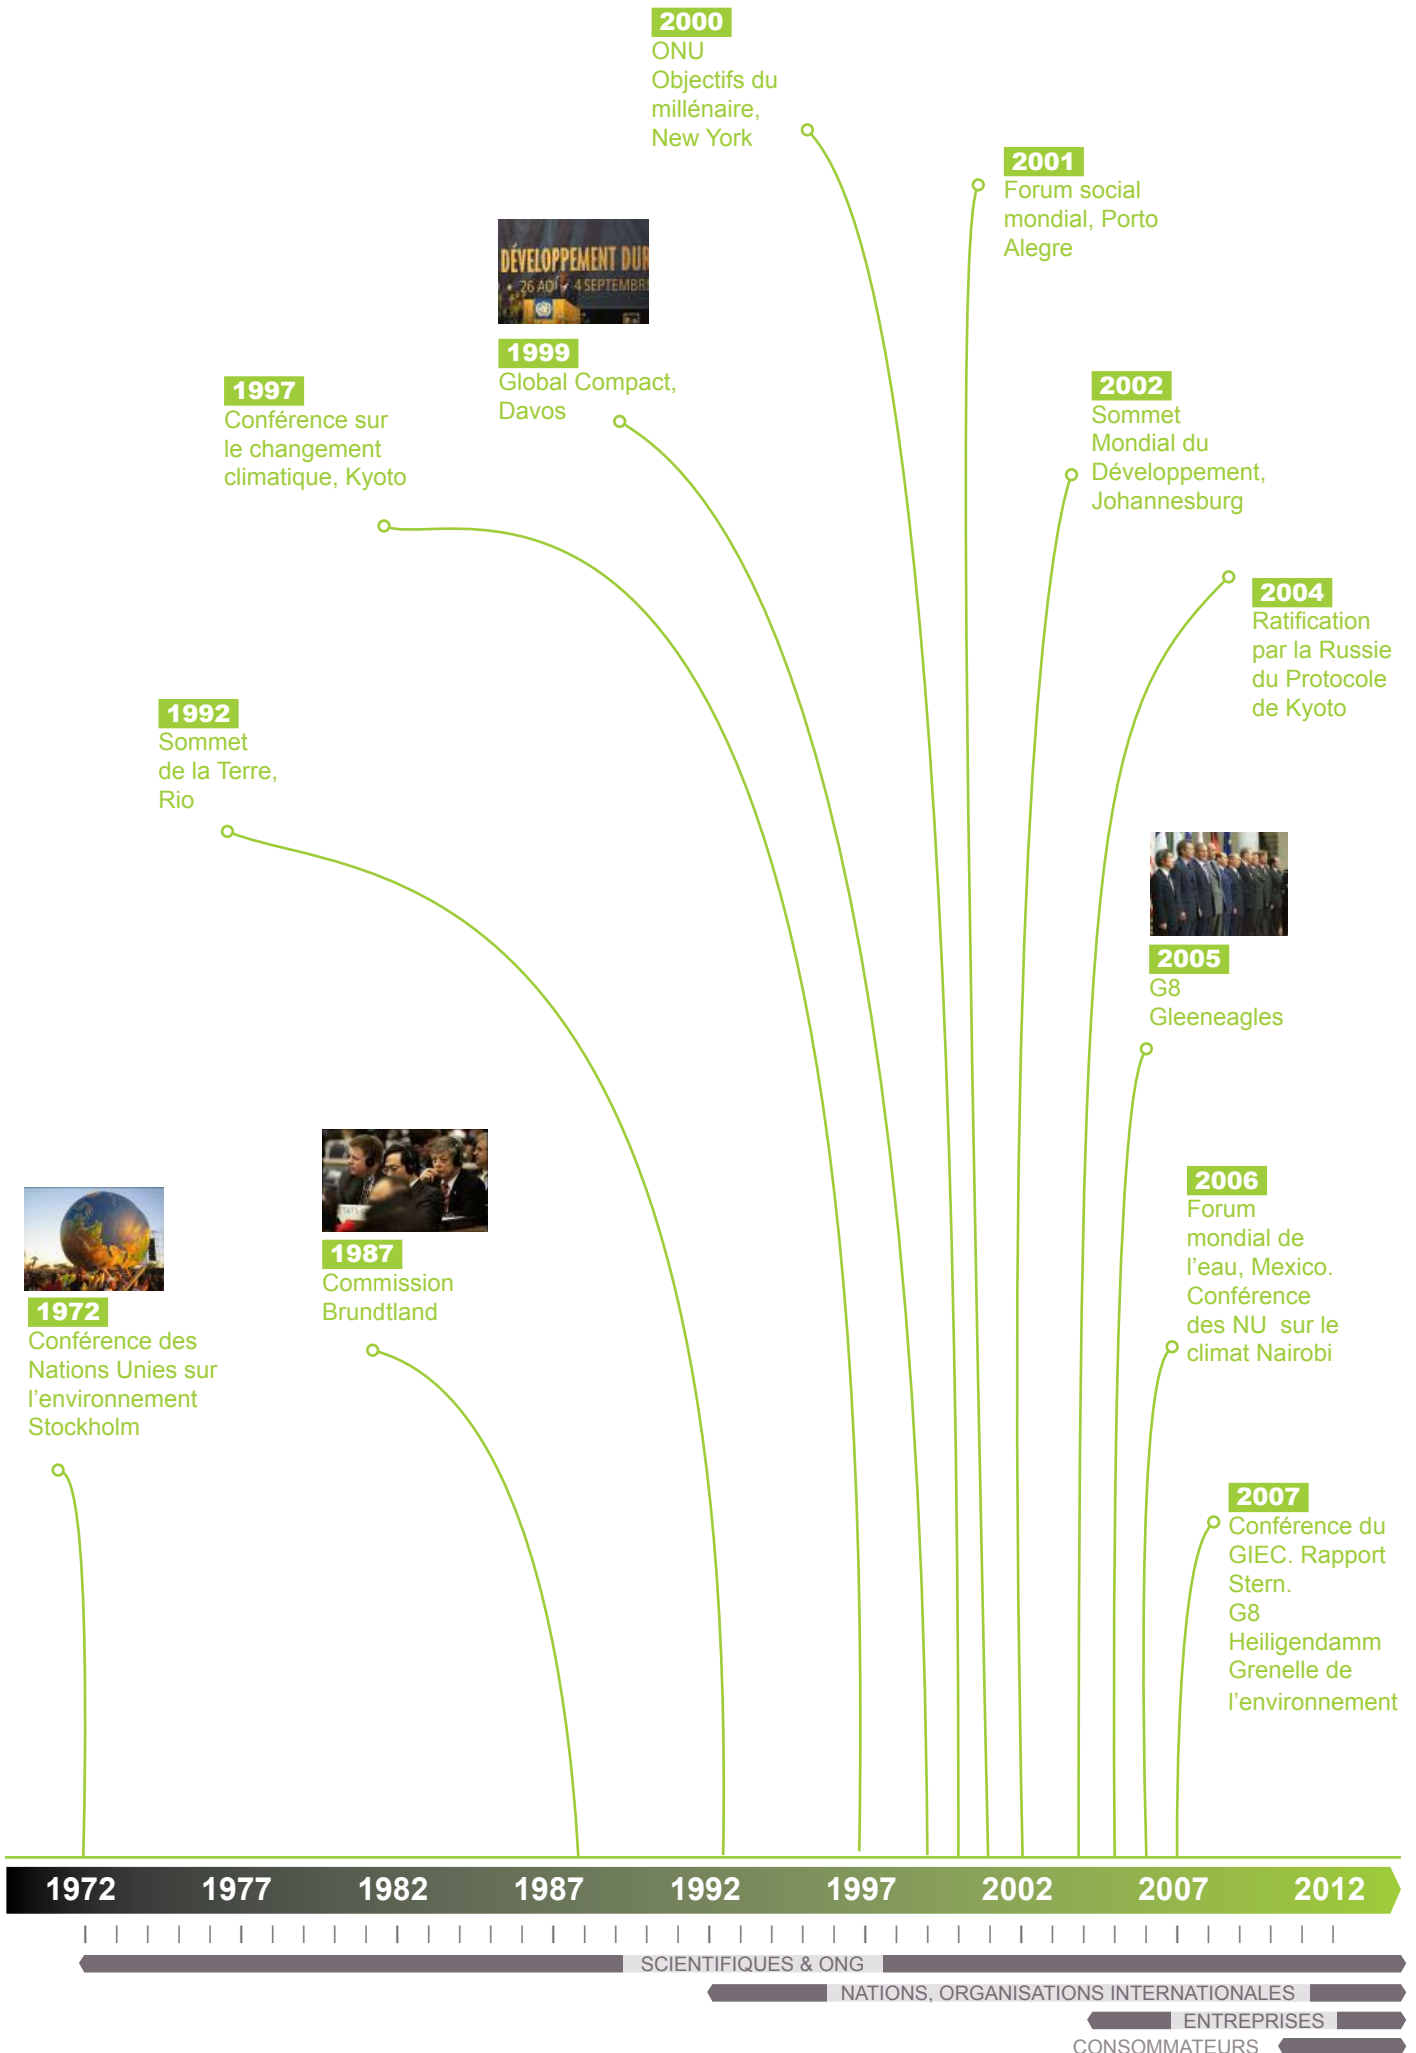 2000
ONU
Objectifs du
millénaire,
New York
2001
Forum social
mondial, Porto
Alegre
DÉVELOPPEMENT DUR
4 SEPTEMBRE
1999
Global Compact,
Davos
1997
Conférence sur
le changement
climatique, Kyoto
2002
Sommet
Mondial du
Développement,
Johannesburg
2004
Ratification
par la Russie
du Protocole
de Kyoto
1992
Sommet
de la Terre,
Rio
2005
G8
Gleeneagles
2006
Forum
mondial de
l'eau, Mexico.
Conférence
des NU sur le
climat Nairobi
1987
Commission
Brundtland
1972
Conférence des
Nations Unies sur
l'environnement
Stockholm
2007
Conférence du
GIEC. Rapport
Stern.
G8
Heiligendamm
Grenelle de
l'environnement
1972 1977 1982 1987 1992 1997 2002 2007 2012
SCIENTIFIQUES & ONG
NATIONS, ORGANISATIONS INTERNATIONALES
ENTREPRISES
CONSOMMATEURS